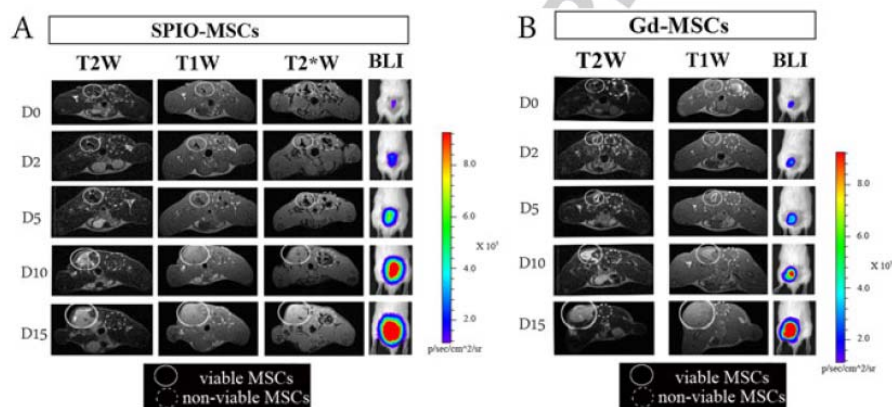 A
SPIO-MSCs
T2W T1W T2*W BLI
D0
D2
D5
D10
D15
8.0
6.0
4.0
2.0
X 10⁵
p/sec/cm^2/sr
viable MSCs
non-viable MSCs
B
Gd-MSCs
T2W T1W BLI
D0
D2
D5
D10
D15
8.0
6.0
4.0
2.0
p/sec/cm^2/sr
viable MSCs
non-viable MSCs